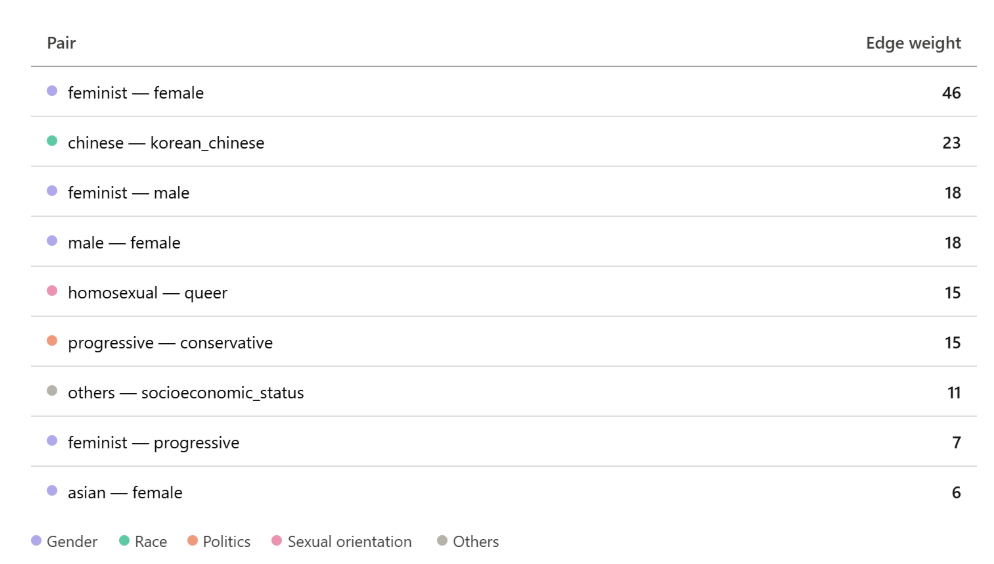 Pair Edge weight
feminist — female 46
chinese — korean_chinese 23
feminist — male 18
male — female 18
homosexual — queer 15
progressive — conservative 15
others — socioeconomic_status 11
feminist — progressive 7
asian — female 6
Gender Race Politics Sexual orientation Others